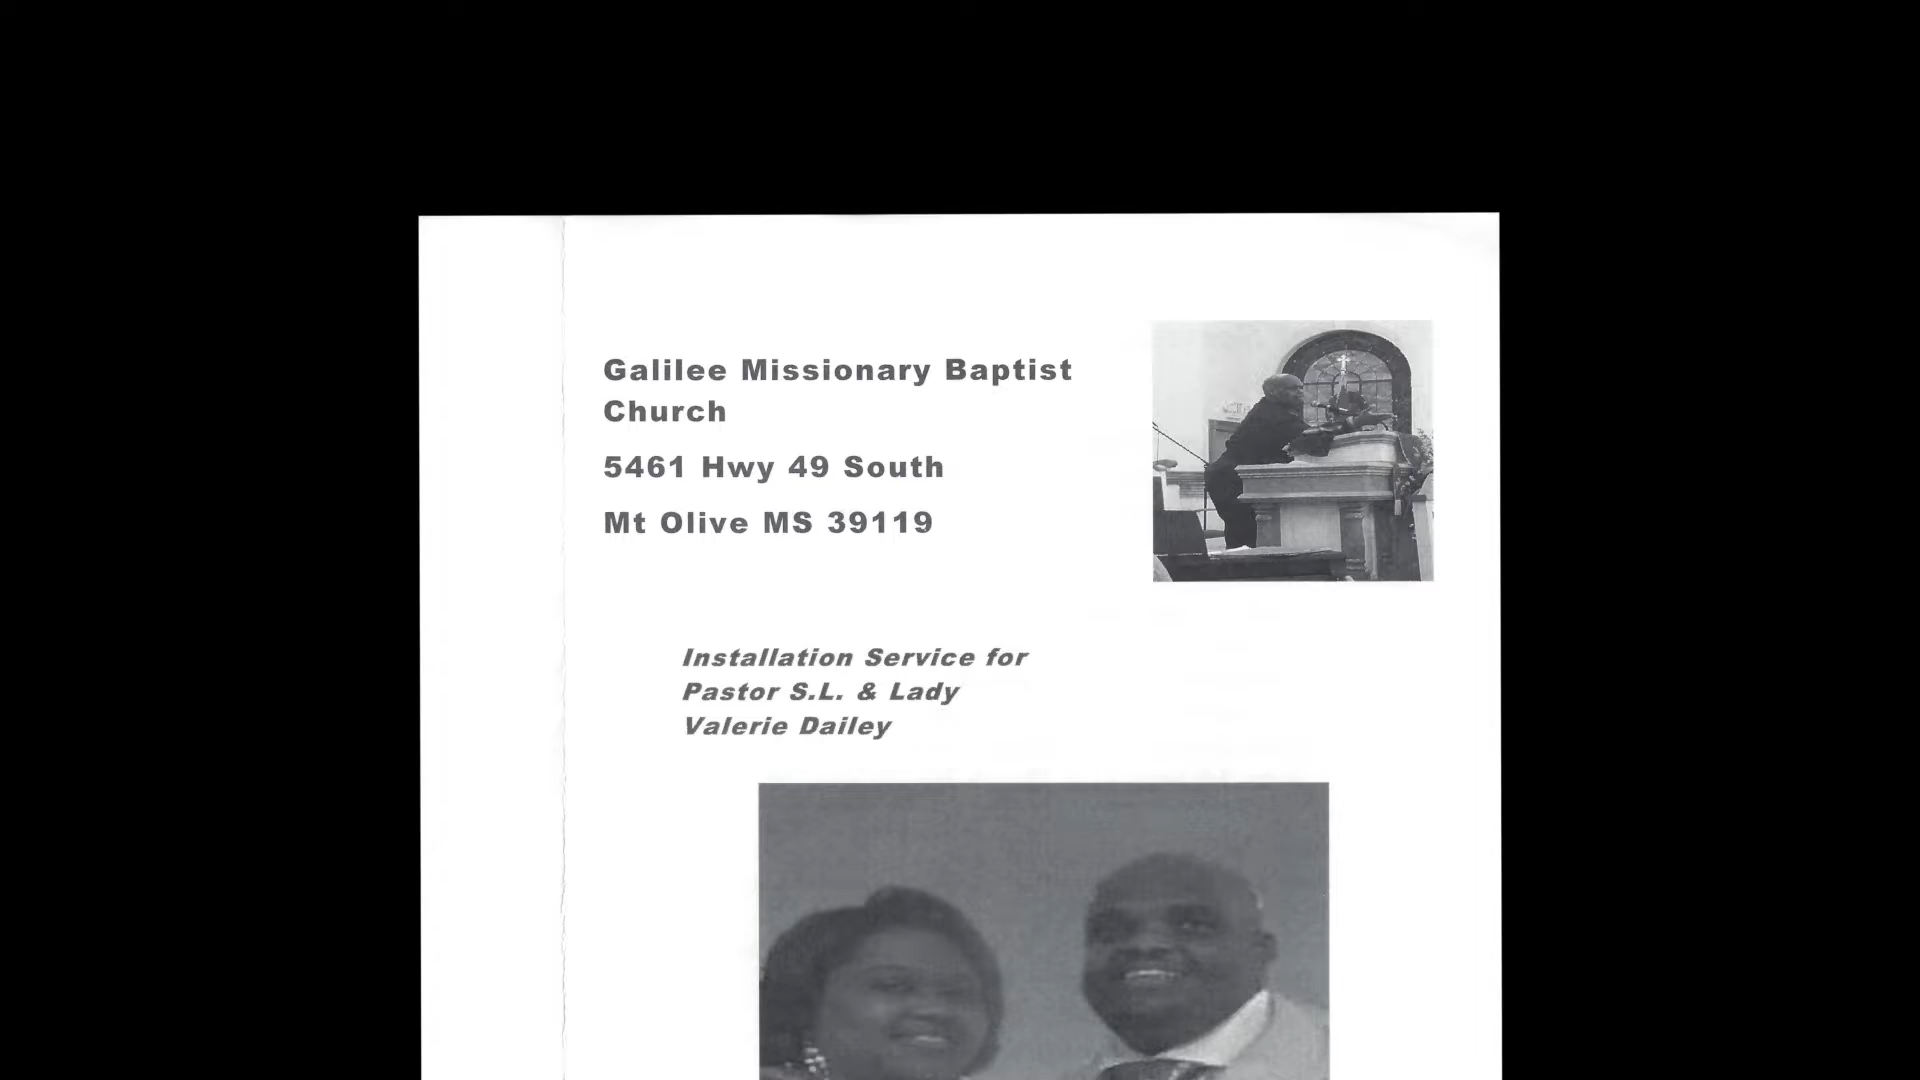 Galilee Missionary Baptist
Church
5461 Hwy 49 South
Mt Olive MS 39119
Installation Service for
Pastor S.L. & Lady
Valerie Dailey